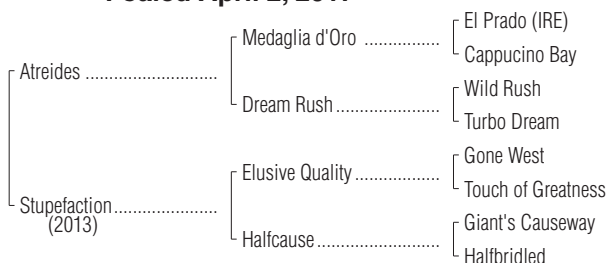 Foaled April 2, 2017
El Prado (IRE)
Medaglia d'Oro ................
Cappucino Bay
Atreides ...........................
Wild Rush
Dream Rush ......................
Turbo Dream
Gone West
Elusive Quality ..................
Touch of Greatness
Stupefaction.....................
(2013)
Giant's Causeway
Halfcause..........................
Halfbridled